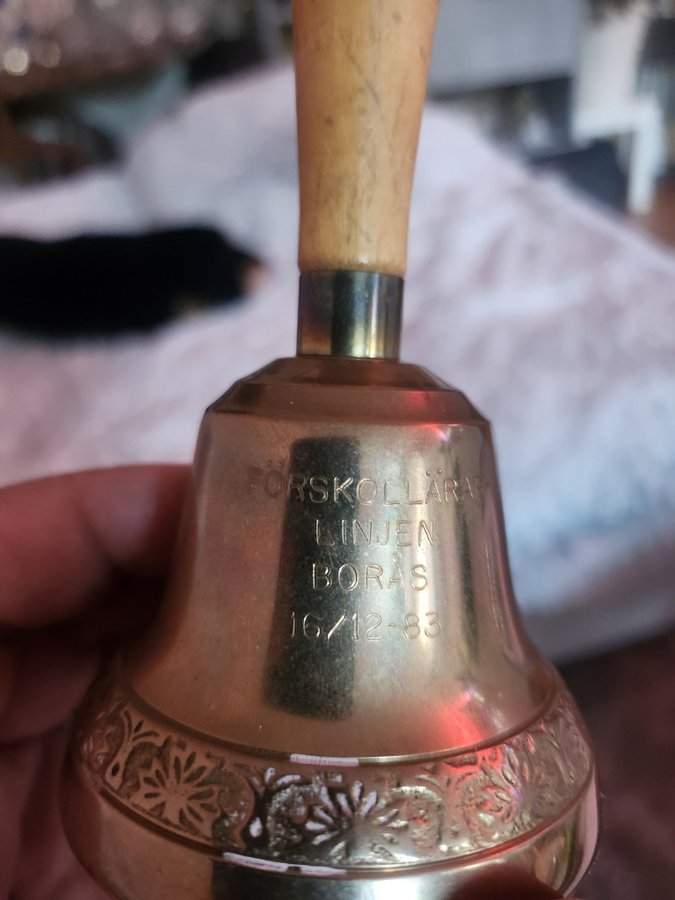 FÖRSKOLLÄRAR
LINJEN
BORÅS
16/12-83